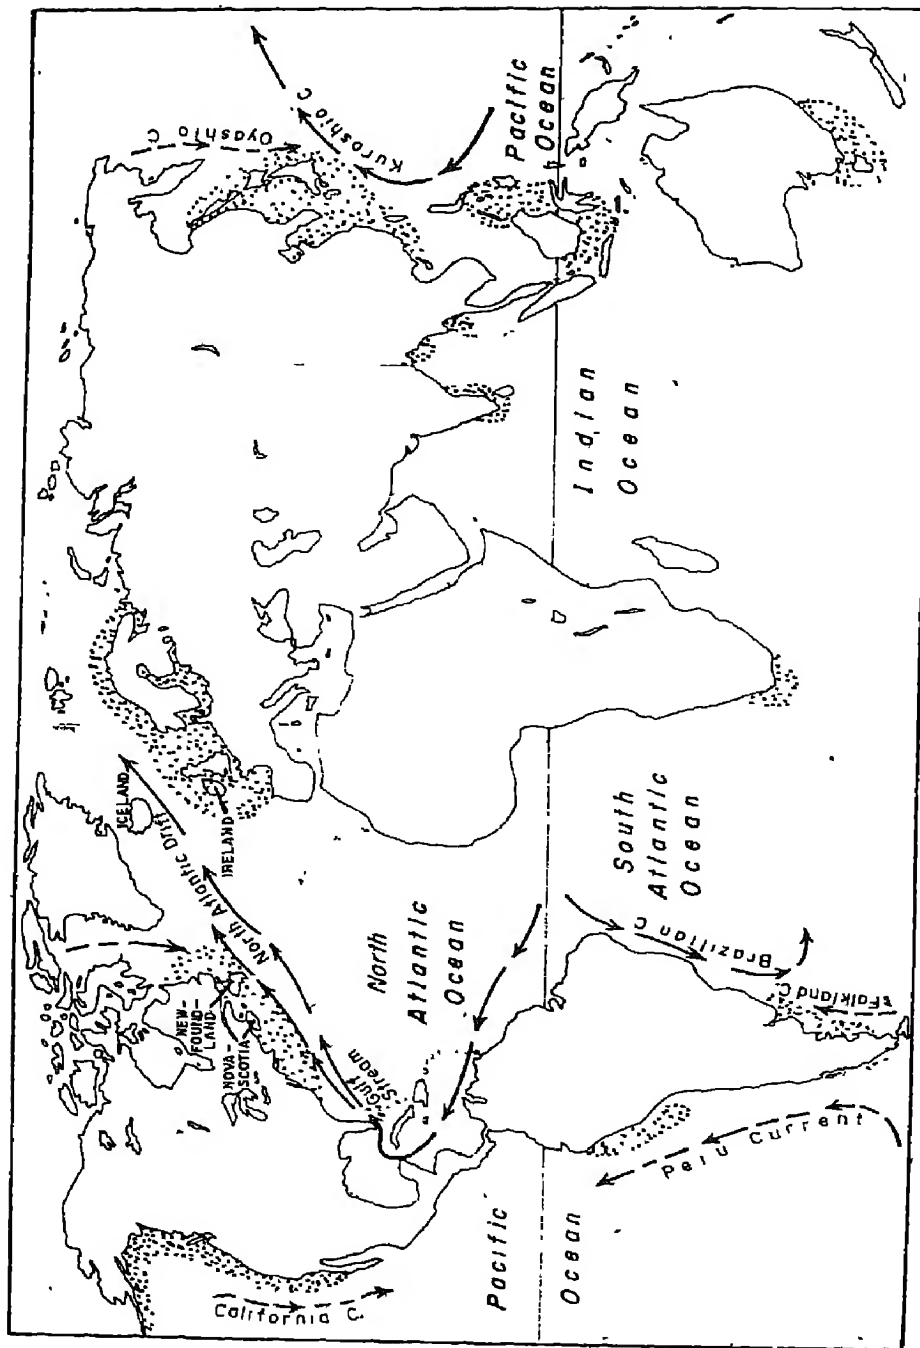 ICELAND
North Atlantic Drift
IRELAND
NEW-
FOUND-
LAND
NOVA-
SCOTIA
Gulf
Stream
North
Atlantic
Ocean
California C.
Pacific
Ocean
Peru Current
Falkland C.
Brazilian C
South
Atlantic
Ocean
Indian
Ocean
Oyashio C
Kuroshio C
Pacific
Ocean